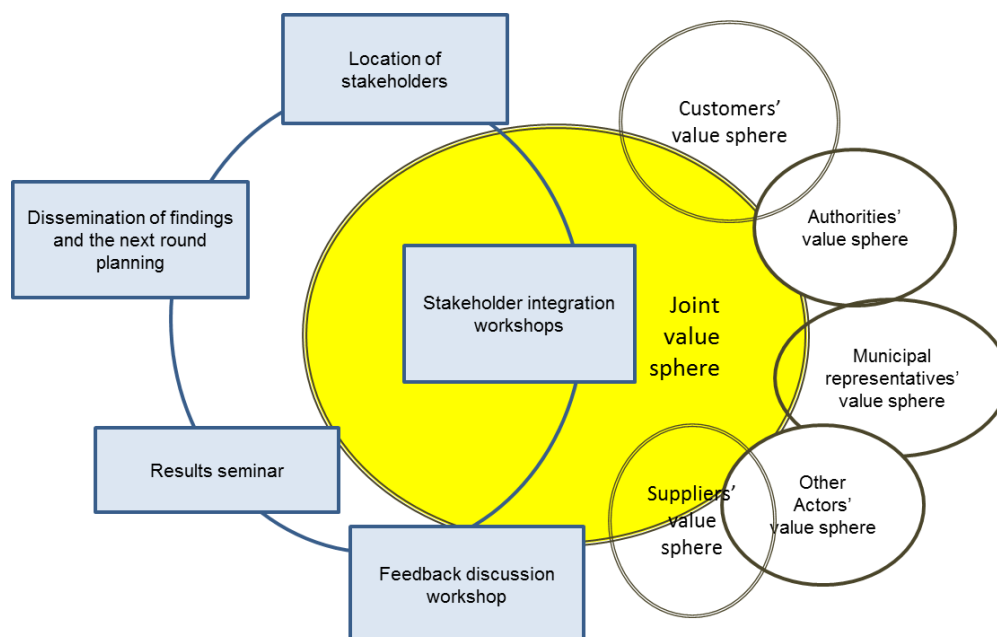 Location of
stakeholders
Customers’
value sphere
Dissemination of findings
and the next round
planning
Authorities’
value sphere
Stakeholder integration
workshops
Joint
value
sphere
Municipal
representatives’
value sphere
Results seminar
Suppliers’
value
sphere
Other
Actors’
value sphere
Feedback discussion
workshop